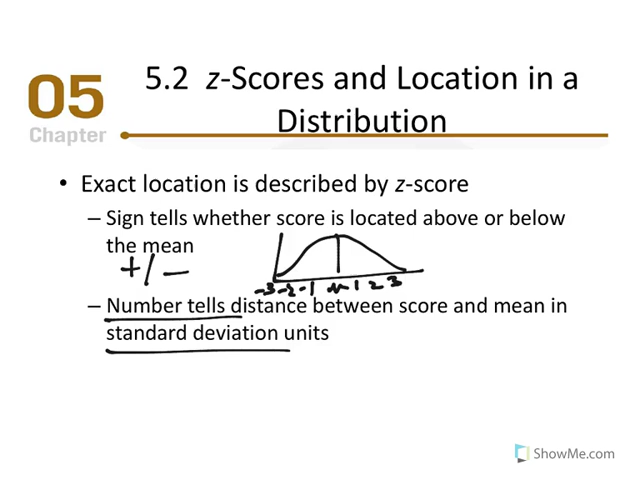 05
Chapter
5.2 z-Scores and Location in a
Distribution
• Exact location is described by z-score
– Sign tells whether score is located above or below
the mean
+/−
-3 -2 -1 μ 1 2 3
– Number tells distance between score and mean in
standard deviation units
ShowMe.com